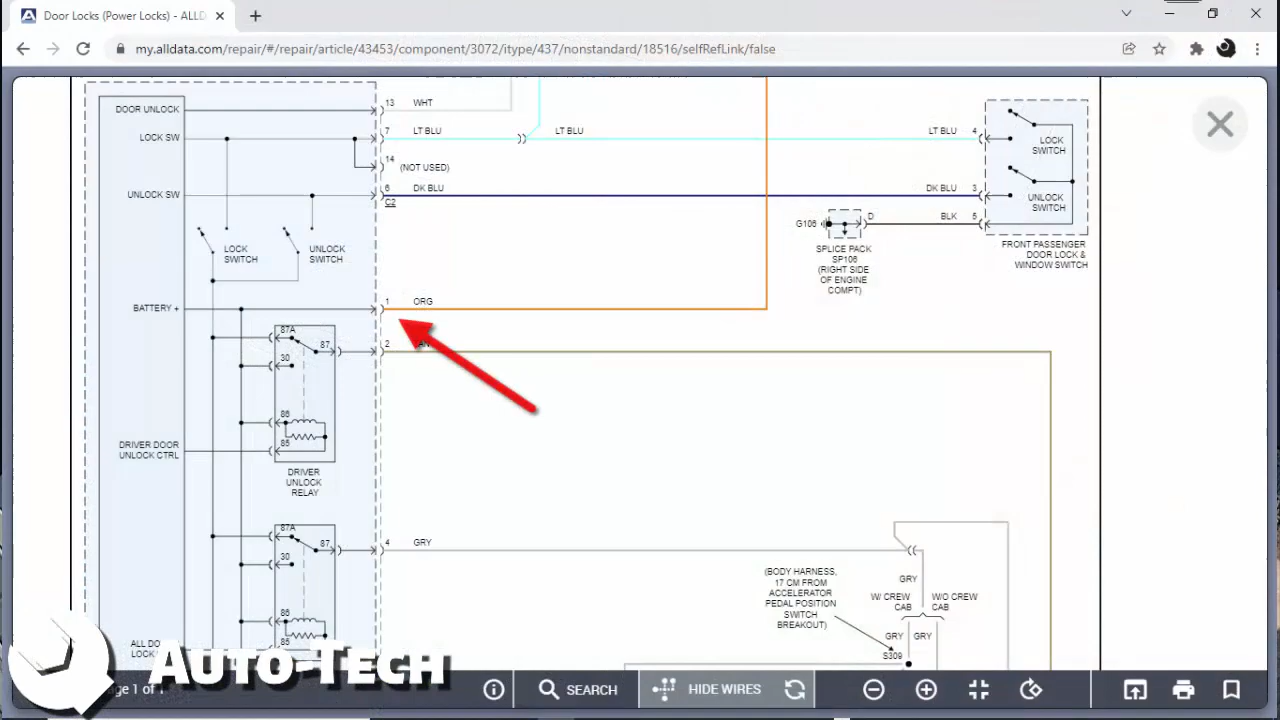 Door Locks (Power Locks) - ALLD
my.alldata.com/repair/#/repair/article/43453/component/3072/itype/437/nonstandard/18516/selfRefLink/false
DOOR UNLOCK
13 WHT
LOCK SW
7 LT BLU
LT BLU
LT BLU 4
14
(NOT USED)
LOCK
SWITCH
UNLOCK SW
6 DK BLU
C2
DK BLU 3
UNLOCK
SWITCH
G106
D
BLK 5
SPLICE PACK
SP106
(RIGHT SIDE
OF ENGINE
COMPT)
FRONT PASSENGER
DOOR LOCK &
WINDOW SWITCH
LOCK
SWITCH
UNLOCK
SWITCH
BATTERY +
1 ORG
87A
87
2
30
86
85
DRIVER DOOR
UNLOCK CTRL
DRIVER
UNLOCK
RELAY
87A
87
4 GRY
30
86
85
(BODY HARNESS,
17 CM FROM
ACCELERATOR
PEDAL POSITION
SWITCH
BREAKOUT)
GRY
W/ CREW
CAB
W/O CREW
CAB
GRY GRY
S309
AUTO-TECH
SEARCH
HIDE WIRES